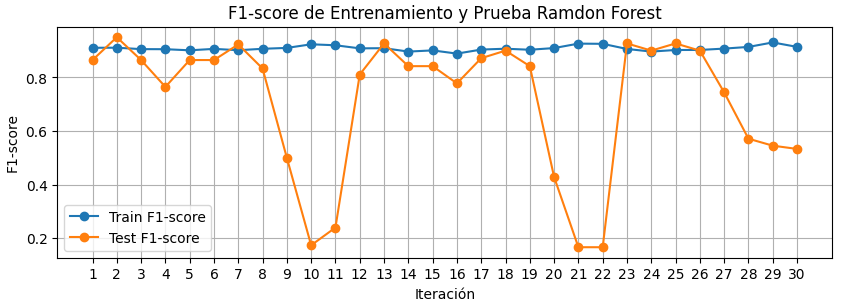 F1-score de Entrenamiento y Prueba Ramdon Forest
F1-score
0.8
0.6
0.4
0.2
Train F1-score
Test F1-score
1 2 3 4 5 6 7 8 9 10 11 12 13 14 15 16 17 18 19 20 21 22 23 24 25 26 27 28 29 30
Iteración